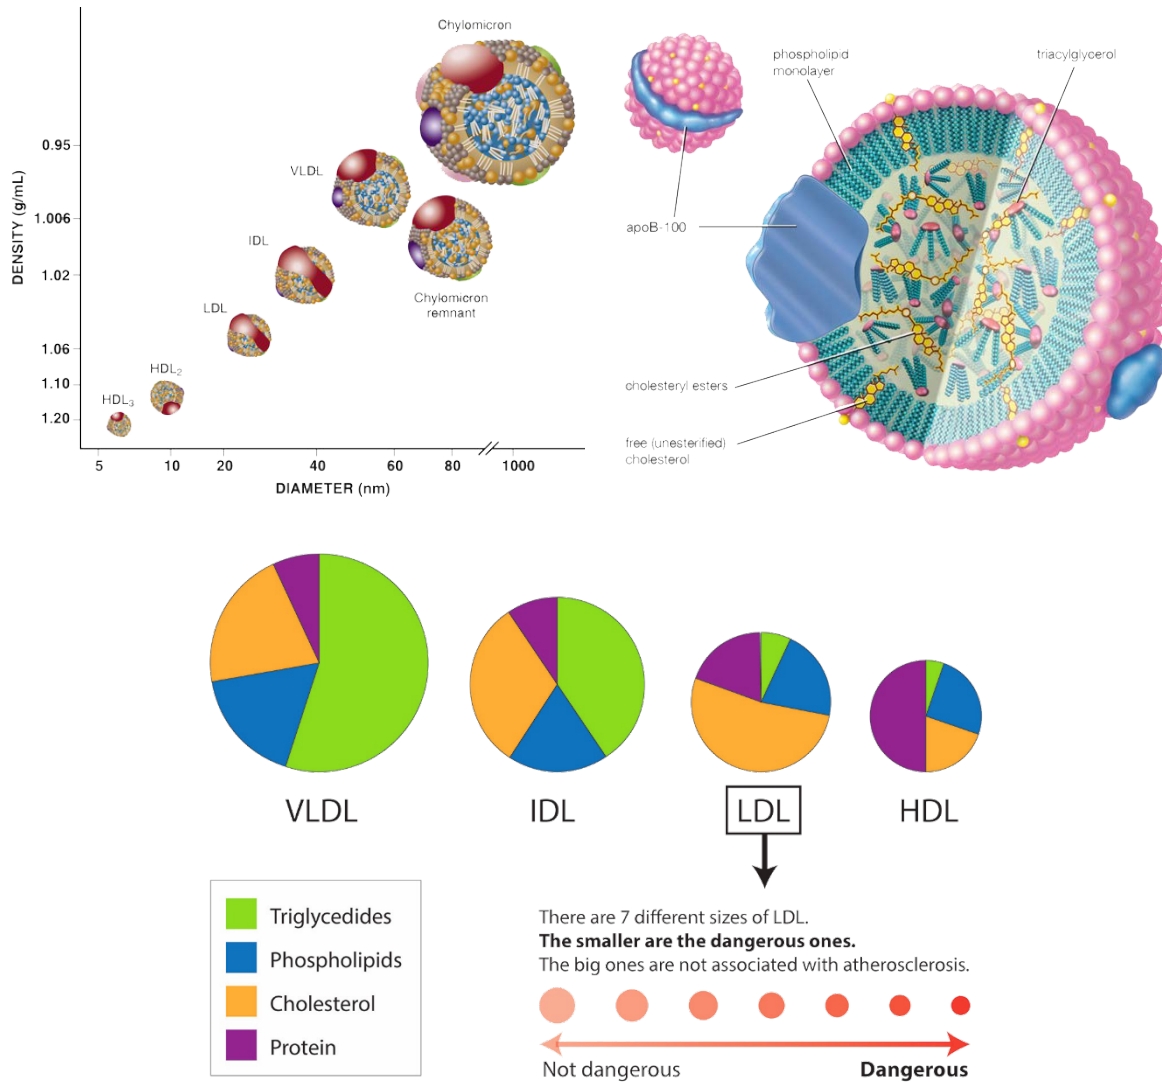 Chylomicron
0.95
VLDL
1.006
IDL
1.02
Chylomicron
remnant
LDL
1.06
HDL2
1.10
HDL3
1.20
DENSITY (g/mL)
5 10 20 40 60 80 1000
DIAMETER (nm)
phospholipid
monolayer
triacylglycerol
apoB-100
cholesteryl esters
free (unesterified)
cholesterol
VLDL IDL LDL HDL
Triglycedides
Phospholipids
Cholesterol
Protein
There are 7 different sizes of LDL.
The smaller are the dangerous ones.
The big ones are not associated with atherosclerosis.
Not dangerous Dangerous